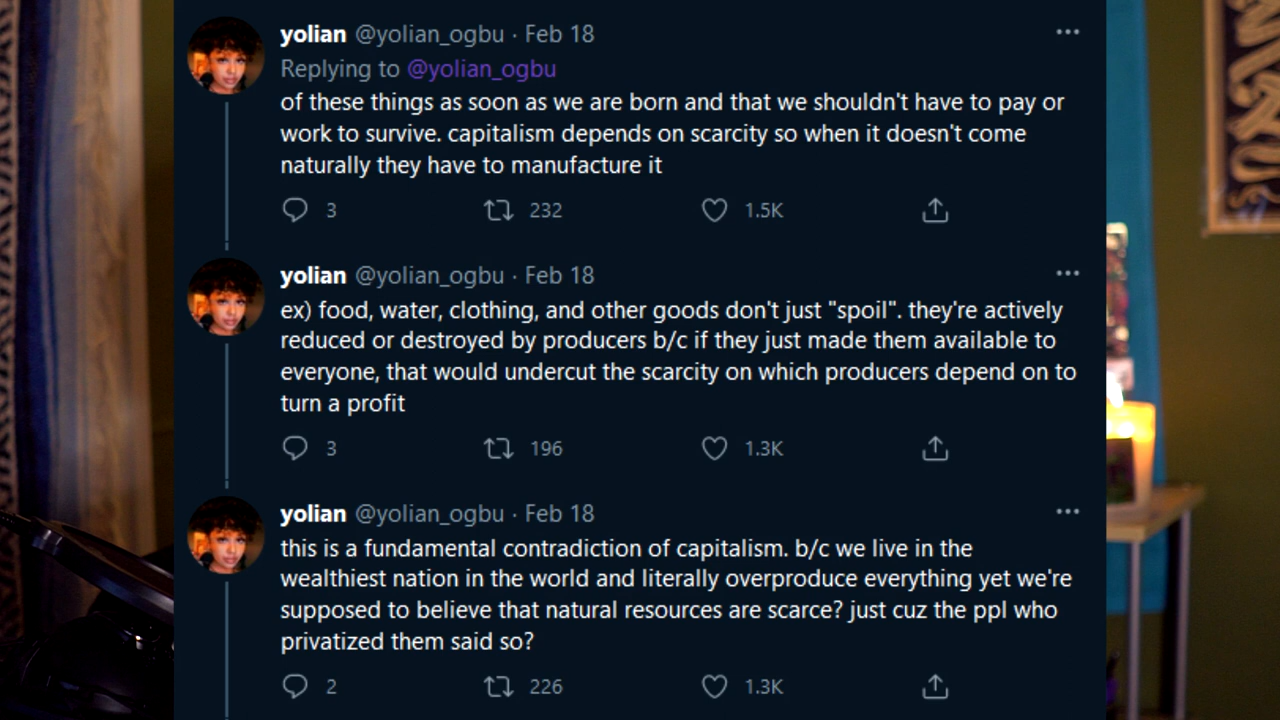 yolian @yolian_ogbu · Feb 18
Replying to @yolian_ogbu
of these things as soon as we are born and that we shouldn't have to pay or
work to survive. capitalism depends on scarcity so when it doesn't come
naturally they have to manufacture it
3 232 1.5K
yolian @yolian_ogbu · Feb 18
ex) food, water, clothing, and other goods don't just "spoil". they're actively
reduced or destroyed by producers b/c if they just made them available to
everyone, that would undercut the scarcity on which producers depend on to
turn a profit
3 196 1.3K
yolian @yolian_ogbu · Feb 18
this is a fundamental contradiction of capitalism. b/c we live in the
wealthiest nation in the world and literally overproduce everything yet we're
supposed to believe that natural resources are scarce? just cuz the ppl who
privatized them said so?
2 226 1.3K